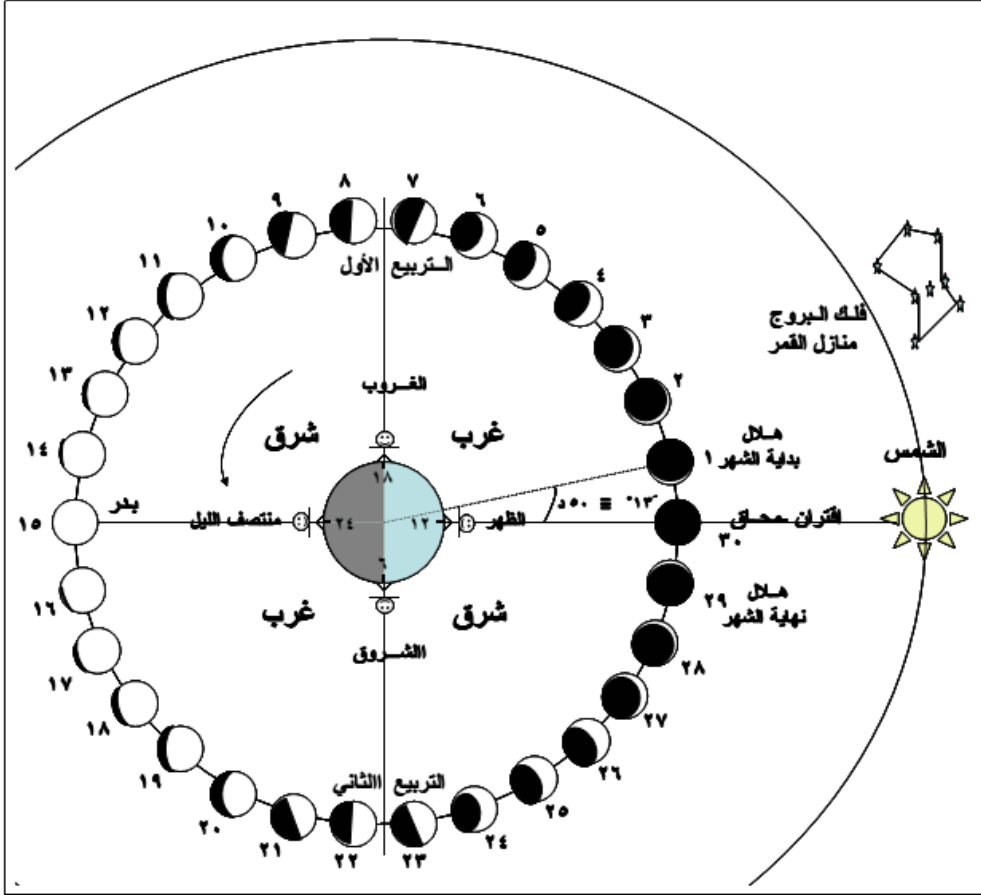 ٨
٧
٩
٦
١٠
٥
التربيع الأول
١١
٤
فلك البروج
منازل القمر
١٢
٣
١٣
الغروب
٢
شرق
غرب
١٤
هلال
بداية الشهر ١
الشمس
١٨
١٣° ≡ ٥٠د
بدر
١٥
منتصف الليل
٢٤
١٢
الظهر
اقتران محاق
٣٠
٦
هلال
نهاية الشهر
٢٩
١٦
غرب
شرق
١٧
االشروق
٢٨
١٨
٢٧
١٩
٢٦
التربيع االثاني
٢٥
٢٠
٢٤
٢١
٢٢
٢٣